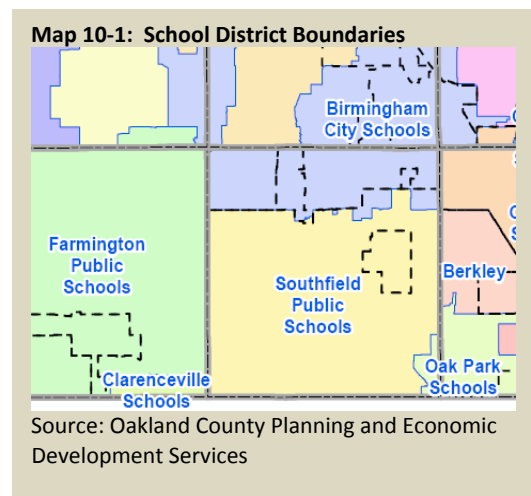 Map 10-1: School District Boundaries
Birmingham
City Schools
Farmington
Public
Schools
Southfield
Public
Schools
Berkley
Oak Park
Schools
Clarenceville
Schools
Source: Oakland County Planning and Economic
Development Services